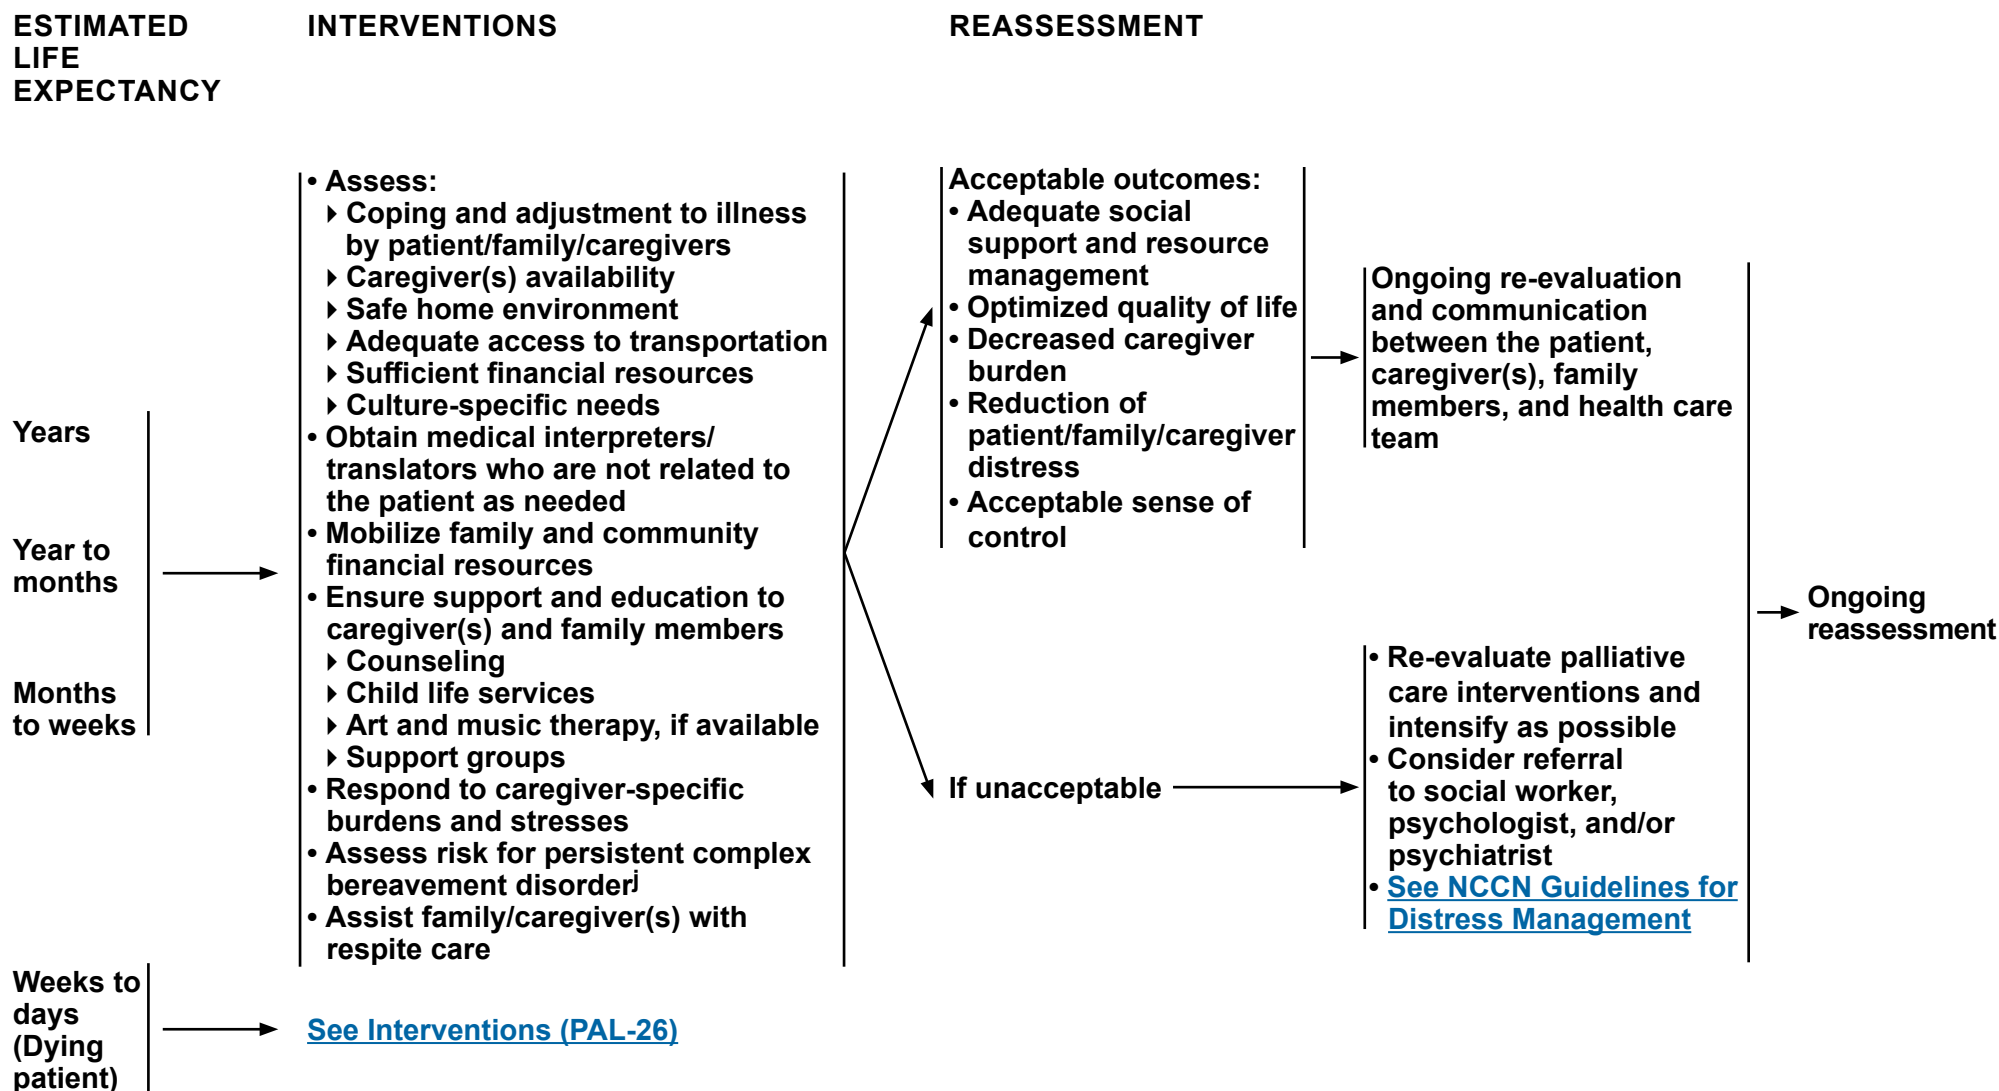 ESTIMATED
LIFE
EXPECTANCY
INTERVENTIONS
REASSESSMENT
Years
Year to
months
Months
to weeks
• Assess:
‣ Coping and adjustment to illness
by patient/family/caregivers
‣ Caregiver(s) availability
‣ Safe home environment
‣ Adequate access to transportation
‣ Sufficient financial resources
‣ Culture-specific needs
• Obtain medical interpreters/
translators who are not related to
the patient as needed
• Mobilize family and community
financial resources
• Ensure support and education to
caregiver(s) and family members
‣ Counseling
‣ Child life services
‣ Art and music therapy, if available
‣ Support groups
• Respond to caregiver-specific
burdens and stresses
• Assess risk for persistent complex
bereavement disorderʲ
• Assist family/caregiver(s) with
respite care
Acceptable outcomes:
• Adequate social
support and resource
management
• Optimized quality of life
• Decreased caregiver
burden
• Reduction of
patient/family/caregiver
distress
• Acceptable sense of
control
Ongoing re-evaluation
and communication
between the patient,
caregiver(s), family
members, and health care
team
If unacceptable
• Re-evaluate palliative
care interventions and
intensify as possible
• Consider referral
to social worker,
psychologist, and/or
psychiatrist
• See NCCN Guidelines for
Distress Management
Ongoing
reassessment
Weeks to
days
(Dying
patient)
See Interventions (PAL-26)